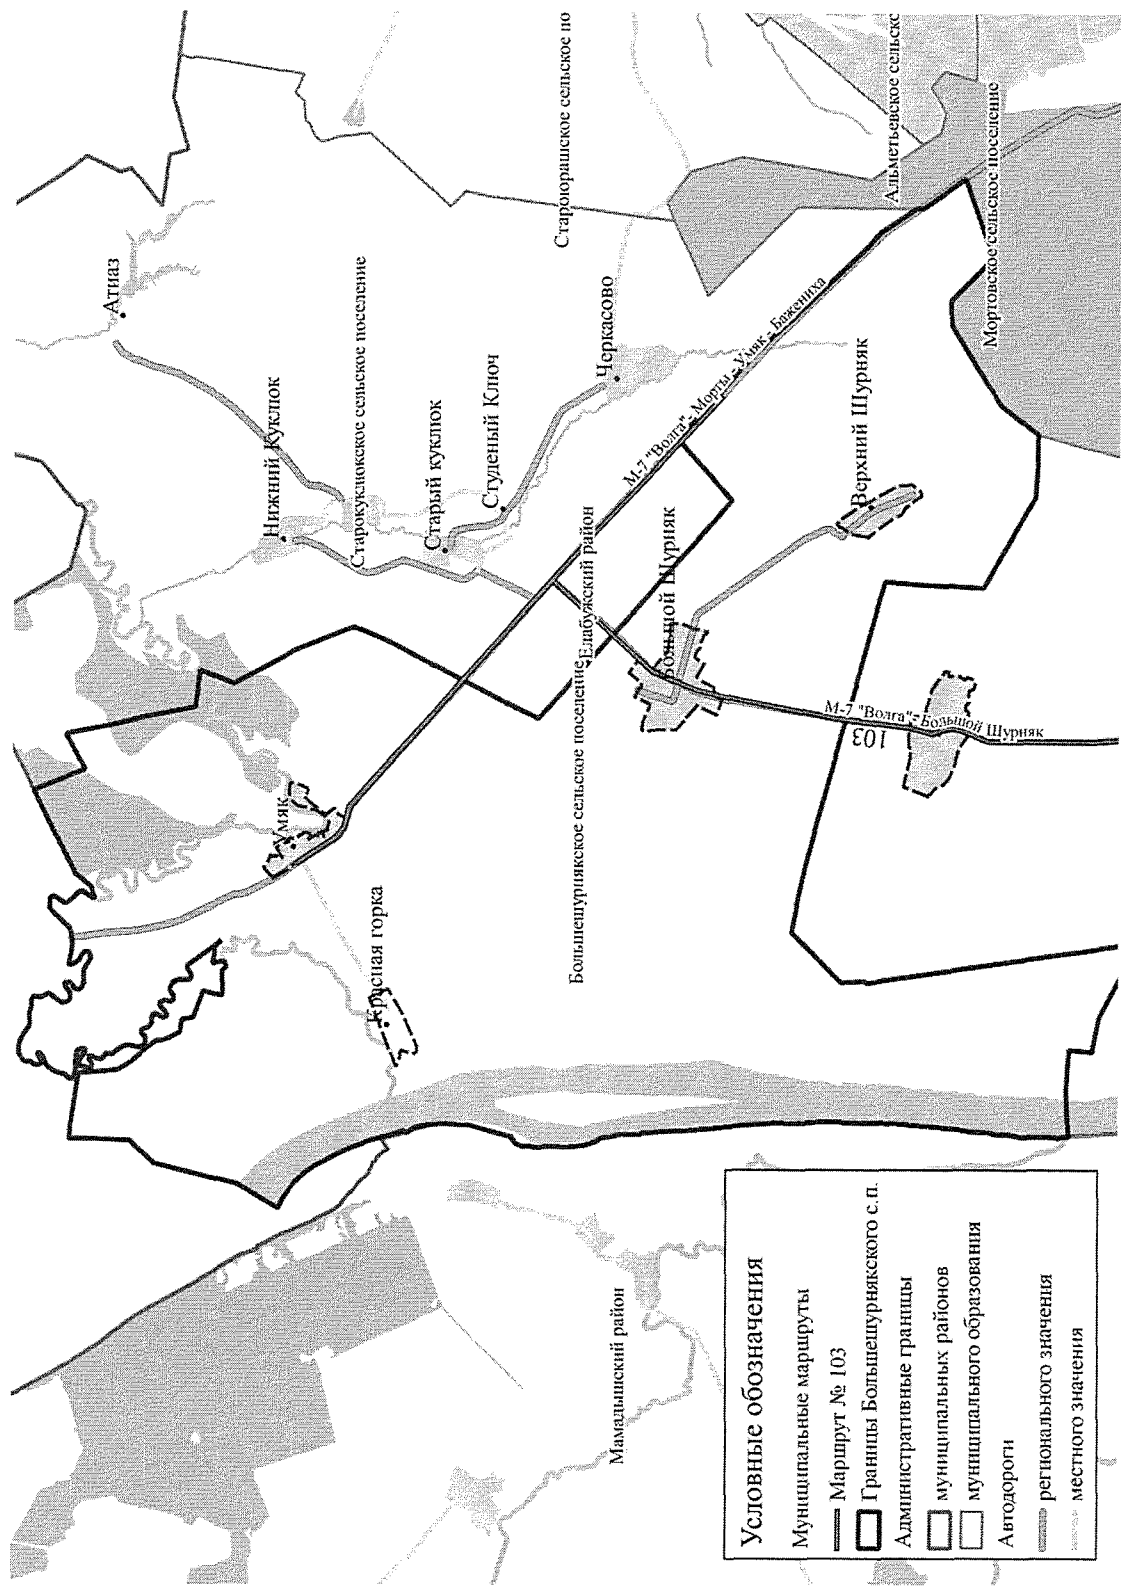 Атиаз
Нижний Куклюк
Старокуклюкское сельское поселение
Старый куклюк
Студеный Ключ
Черкасово
Староюрашское сельское по
Альметьевское сельск
Мортовское сельское поселение
М-7 "Волга" - Морты - Умяк - Бажениха
Верхний Шурняк
Большой Шурняк
Елабужский район
Большешурнякское сельское поселение
М-7 "Волга" - Большой Шурняк
103
Умяк
Красная горка
Мамадышский район
Условные обозначения
Муниципальные маршруты
Маршрут № 103
Границы Большешурнякского с.п.
Административные границы
муниципальных районов
муниципального образования
Автодороги
регионального значения
местного значения